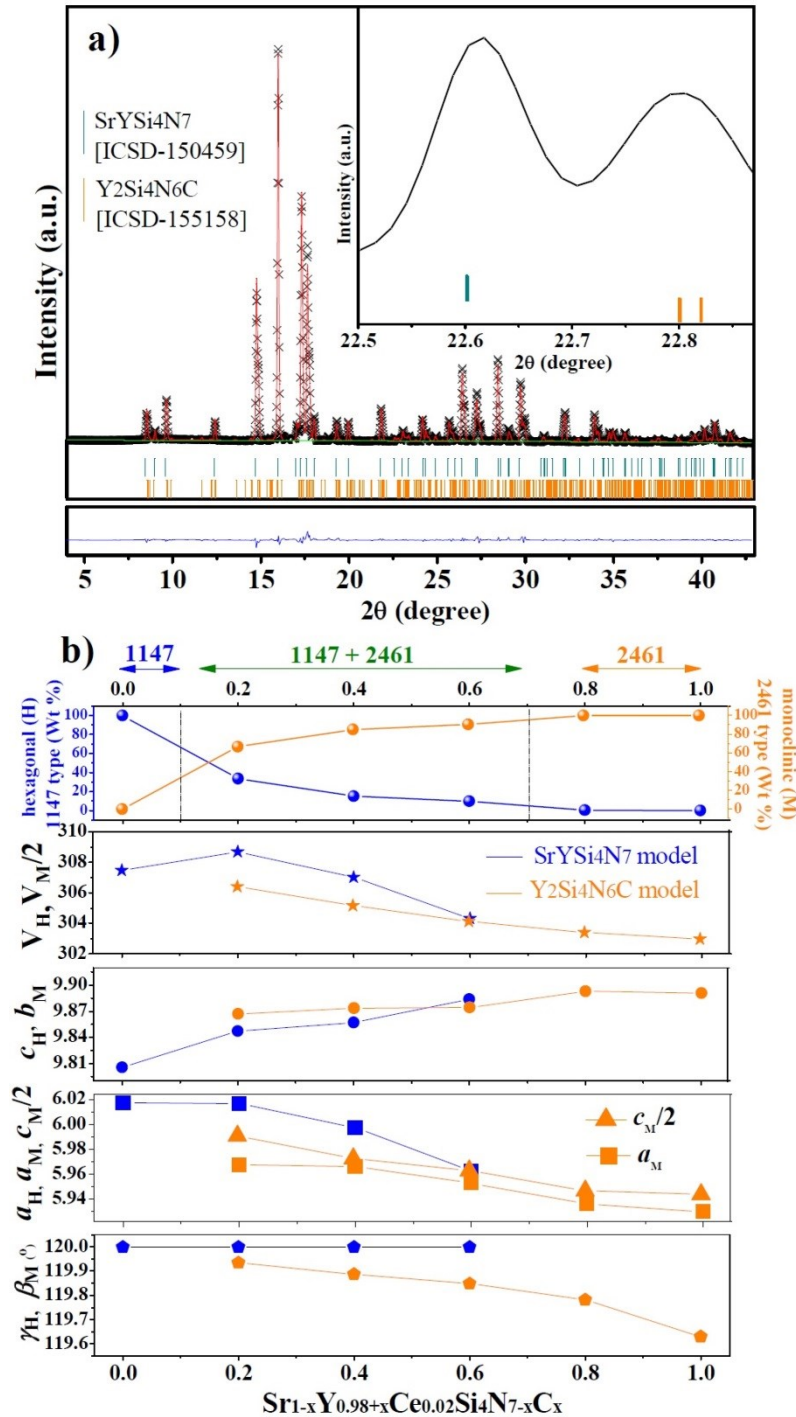 a)
SrYSi4N7
[ICSD-150459]
Y2Si4N6C
[ICSD-155158]
Intensity (a.u.)
Intensity (a.u.)
22.5 22.6 22.7 22.8
2θ (degree)
5 10 15 20 25 30 35 40
2θ (degree)
b)
1147 1147 + 2461 2461
0.0 0.2 0.4 0.6 0.8 1.0
hexagonal (H)
1147 type (Wt %)
100
80
60
40
20
0
100
80
60
40
20
0
monoclinic (M)
2461 type (Wt %)
VH, VM/2
310
308
306
304
302
SrYSi4N7 model
Y2Si4N6C model
cH, bM
9.90
9.87
9.84
9.81
aH, aM, cM/2
6.02
6.00
5.98
5.96
5.94
cM/2
aM
γH, βM (°)
120.0
119.9
119.8
119.7
119.6
0.0 0.2 0.4 0.6 0.8 1.0
Sr1-xY0.98+xCe0.02Si4N7-xCx